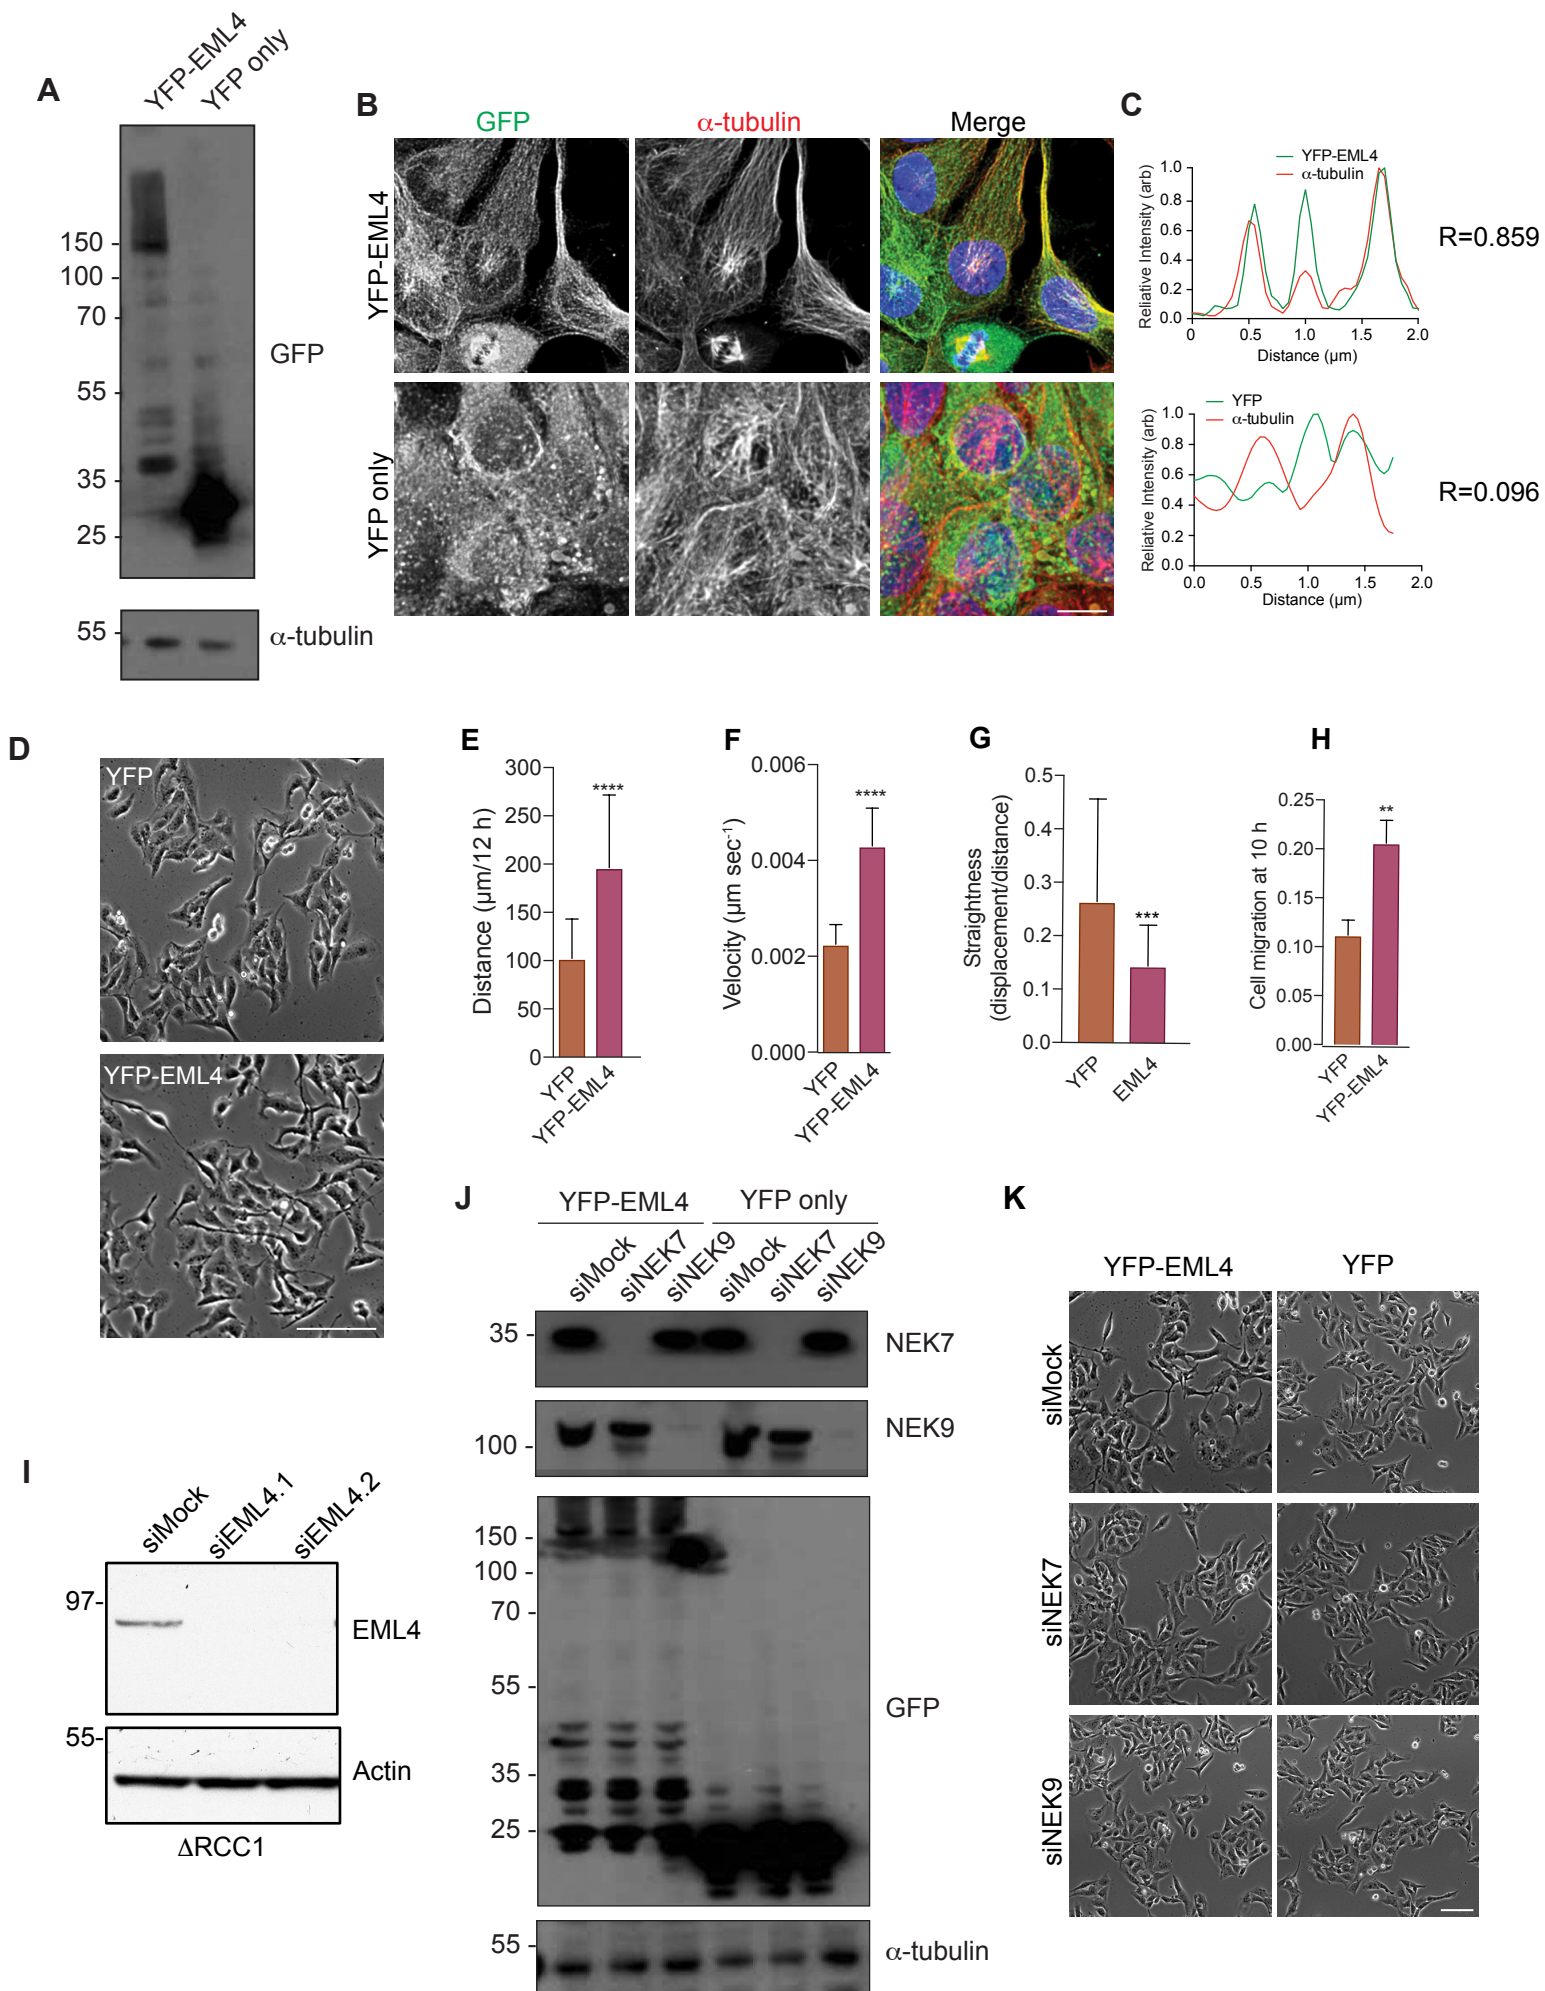 A
YFP-EML4
YFP only
150
100
70
55
35
25
GFP
55
α-tubulin
B
GFP
α-tubulin
Merge
YFP-EML4
YFP only
C
YFP-EML4
α-tubulin
Reliative Intensity (arb)
1.0
0.8
0.6
0.4
0.2
0.0
0.0
0.5
1.0
1.5
2.0
Distance (µm)
R=0.859
YFP
α-tubulin
Reliative Intensity (arb)
1.0
0.8
0.6
0.4
0.2
0.0
0.0
0.5
1.0
1.5
2.0
Distance (µm)
R=0.096
D
YFP
YFP-EML4
E
Distance (µm/12 h)
300
250
200
150
100
50
0
****
YFP
YFP-EML4
F
Velocity (µm sec-1)
0.006
0.004
0.002
0.000
****
YFP
YFP-EML4
G
Straightness
(displacement/distance)
0.5
0.4
0.3
0.2
0.1
0.0
***
YFP
EML4
H
Cell migration at 10 h
0.25
0.20
0.15
0.10
0.05
0.00
**
YFP
YFP-EML4
I
siMock
siEML4.1
siEML4.2
97-
EML4
55-
Actin
ΔRCC1
J
YFP-EML4
YFP only
siMock
siNEK7
siNEK9
siMock
siNEK7
siNEK9
35 -
NEK7
100 -
NEK9
150 -
100 -
70 -
55 -
35 -
25 -
GFP
55 -
α-tubulin
K
YFP-EML4
YFP
siMock
siNEK7
siNEK9